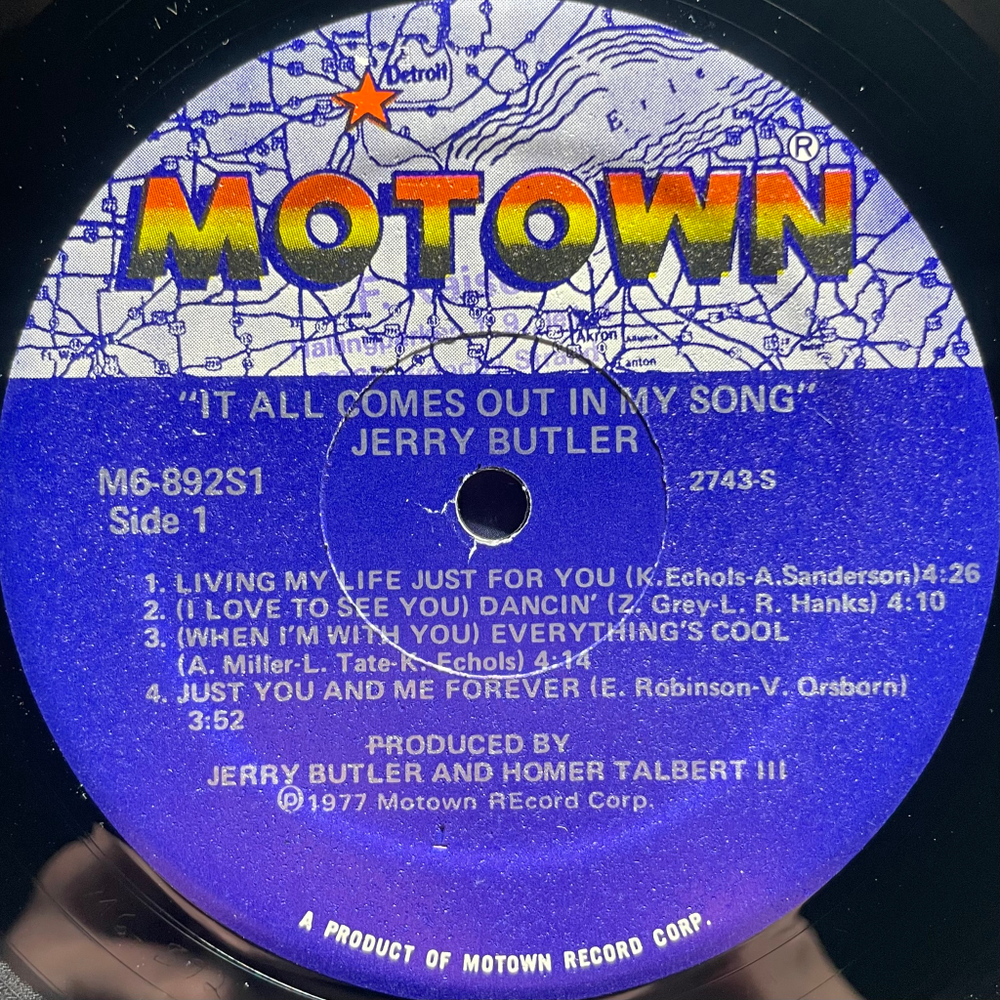 Detroit
Erie
®
MOTOWN
Akron
Canton
"IT ALL COMES OUT IN MY SONG"
JERRY BUTLER
M6-892S1
2743-S
Side 1
1. LIVING MY LIFE JUST FOR YOU (K.Echols-A.Sanderson)4:26
2. (I LOVE TO SEE YOU) DANCIN' (Z. Grey-L. R. Hanks) 4:10
3. (WHEN I'M WITH YOU) EVERYTHING'S COOL
(A. Miller-L. Tate-K. Echols) 4:14
4. JUST YOU AND ME FOREVER (E. Robinson-V. Orsborn)
3:52
PRODUCED BY
JERRY BUTLER AND HOMER TALBERT III
℗1977 Motown REcord Corp.
A PRODUCT OF MOTOWN RECORD CORP.